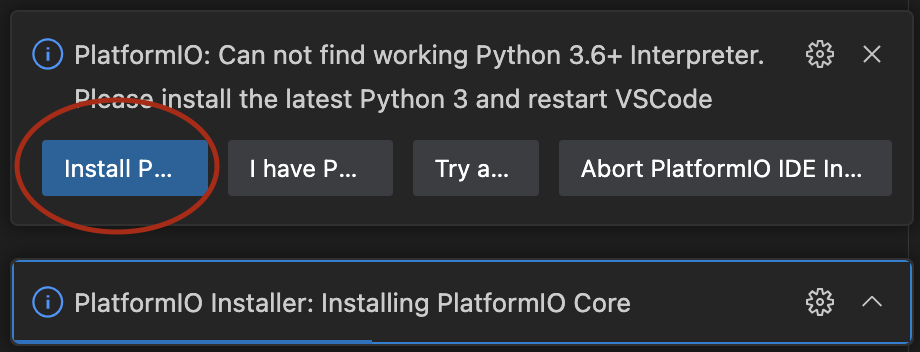 PlatformIO: Can not find working Python 3.6+ Interpreter.
Please install the latest Python 3 and restart VSCode
Install P...
I have P...
Try a...
Abort PlatformIO IDE In...
PlatformIO Installer: Installing PlatformIO Core